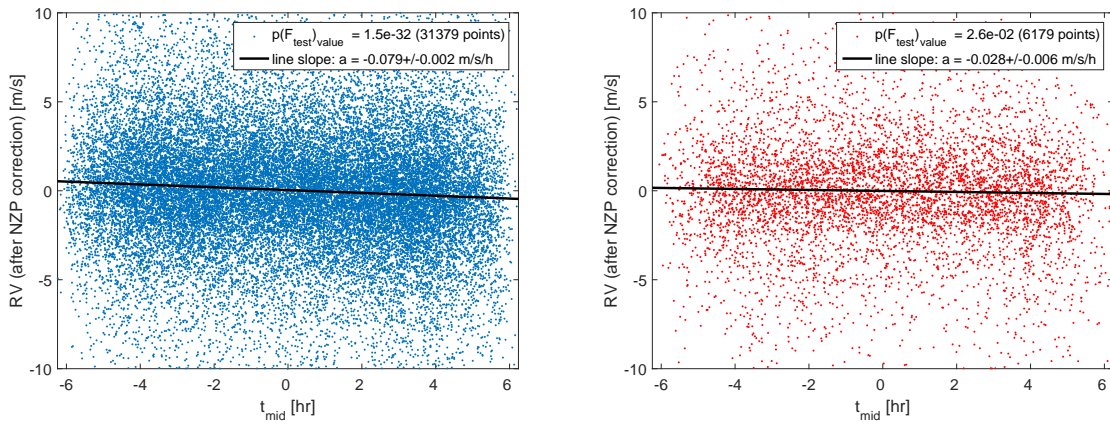 p(F_test)_value = 1.5e-32 (31379 points)
line slope: a = -0.079+/-0.002 m/s/h
RV (after NZP correction) [m/s]
10
5
0
-5
-10
-6 -4 -2 0 2 4 6
t_mid [hr]
p(F_test)_value = 2.6e-02 (6179 points)
line slope: a = -0.028+/-0.006 m/s/h
RV (after NZP correction) [m/s]
10
5
0
-5
-10
-6 -4 -2 0 2 4 6
t_mid [hr]